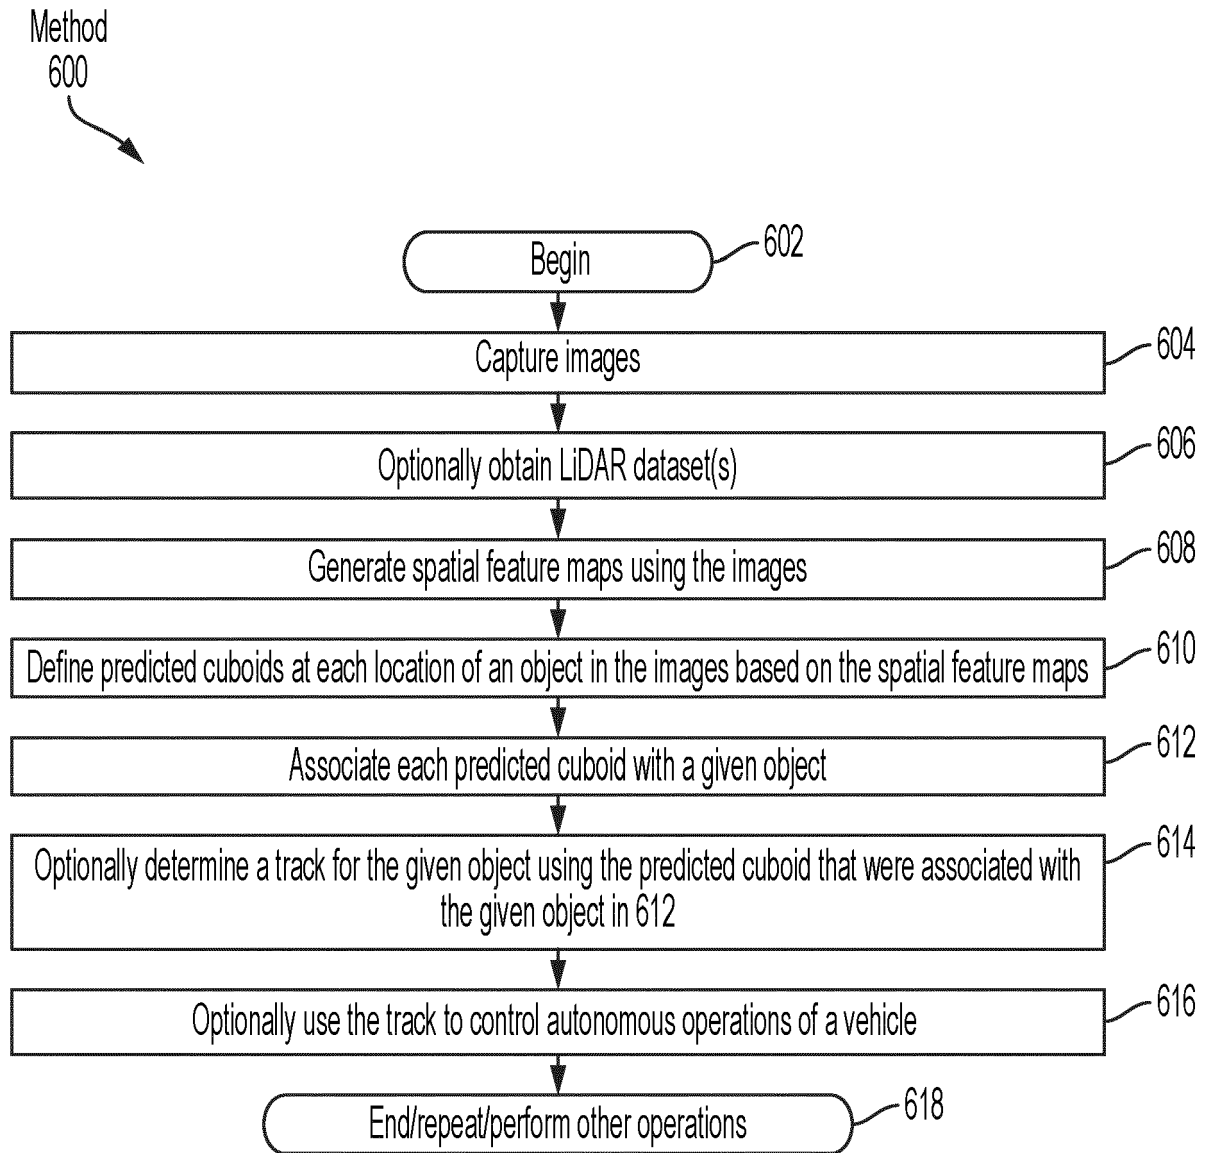 Method
600
Begin
602
Capture images
604
Optionally obtain LiDAR dataset(s)
606
Generate spatial feature maps using the images
608
Define predicted cuboids at each location of an object in the images based on the spatial feature maps
610
Associate each predicted cuboid with a given object
612
Optionally determine a track for the given object using the predicted cuboid that were associated with
the given object in 612
614
Optionally use the track to control autonomous operations of a vehicle
616
End/repeat/perform other operations
618